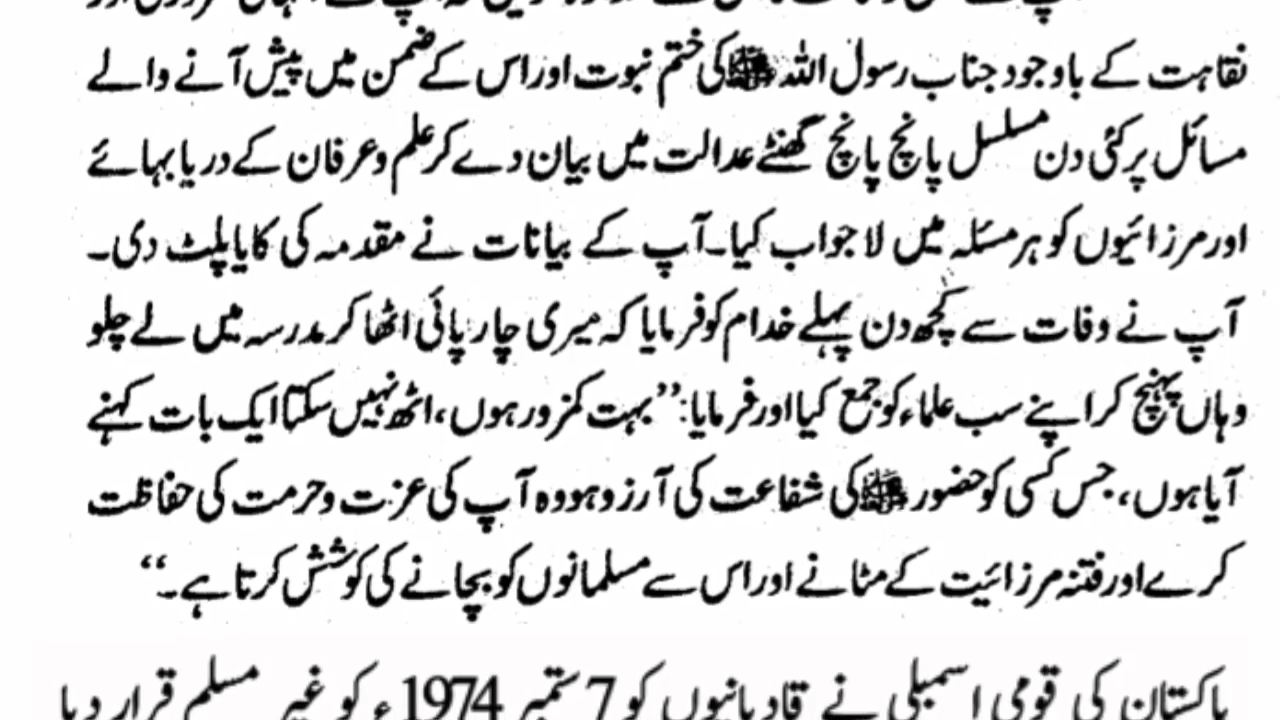 نقاہت کے باوجود جناب رسول اللہ ﷺ کی ختم نبوت اور اس کے ضمن میں پیش آنے والے
مسائل پر کئی دن مسلسل پانچ پانچ گھنٹے عدالت میں بیان دے کر علم و عرفان کے دریا بہائے
اور مرزائیوں کو ہر مسئلہ میں لا جواب کیا۔ آپ کے بیانات نے مقدمہ کی کایا پلٹ دی۔
آپ نے وفات سے کچھ دن پہلے خدام کو فرمایا کہ میری چارپائی اٹھا کر مدرسہ میں لے چلو
وہاں پہنچ کر اپنے سب علماء کو جمع کیا اور فرمایا: ”بہت کمزور ہوں، اٹھ نہیں سکتا ایک بات کہنے
آیا ہوں، جس کسی کو حضور ﷺ کی شفاعت کی آرزو ہو وہ آپ کی عزت و حرمت کی حفاظت
کرے اور فتنہ مرزائیت کے مٹانے اور اس سے مسلمانوں کو بچانے کی کوشش کرتا ہے۔“
پاکستان کی قومی اسمبلی نے قادیانیوں کو 7 ستمبر 1974ء کو غیر مسلم قرار دیا